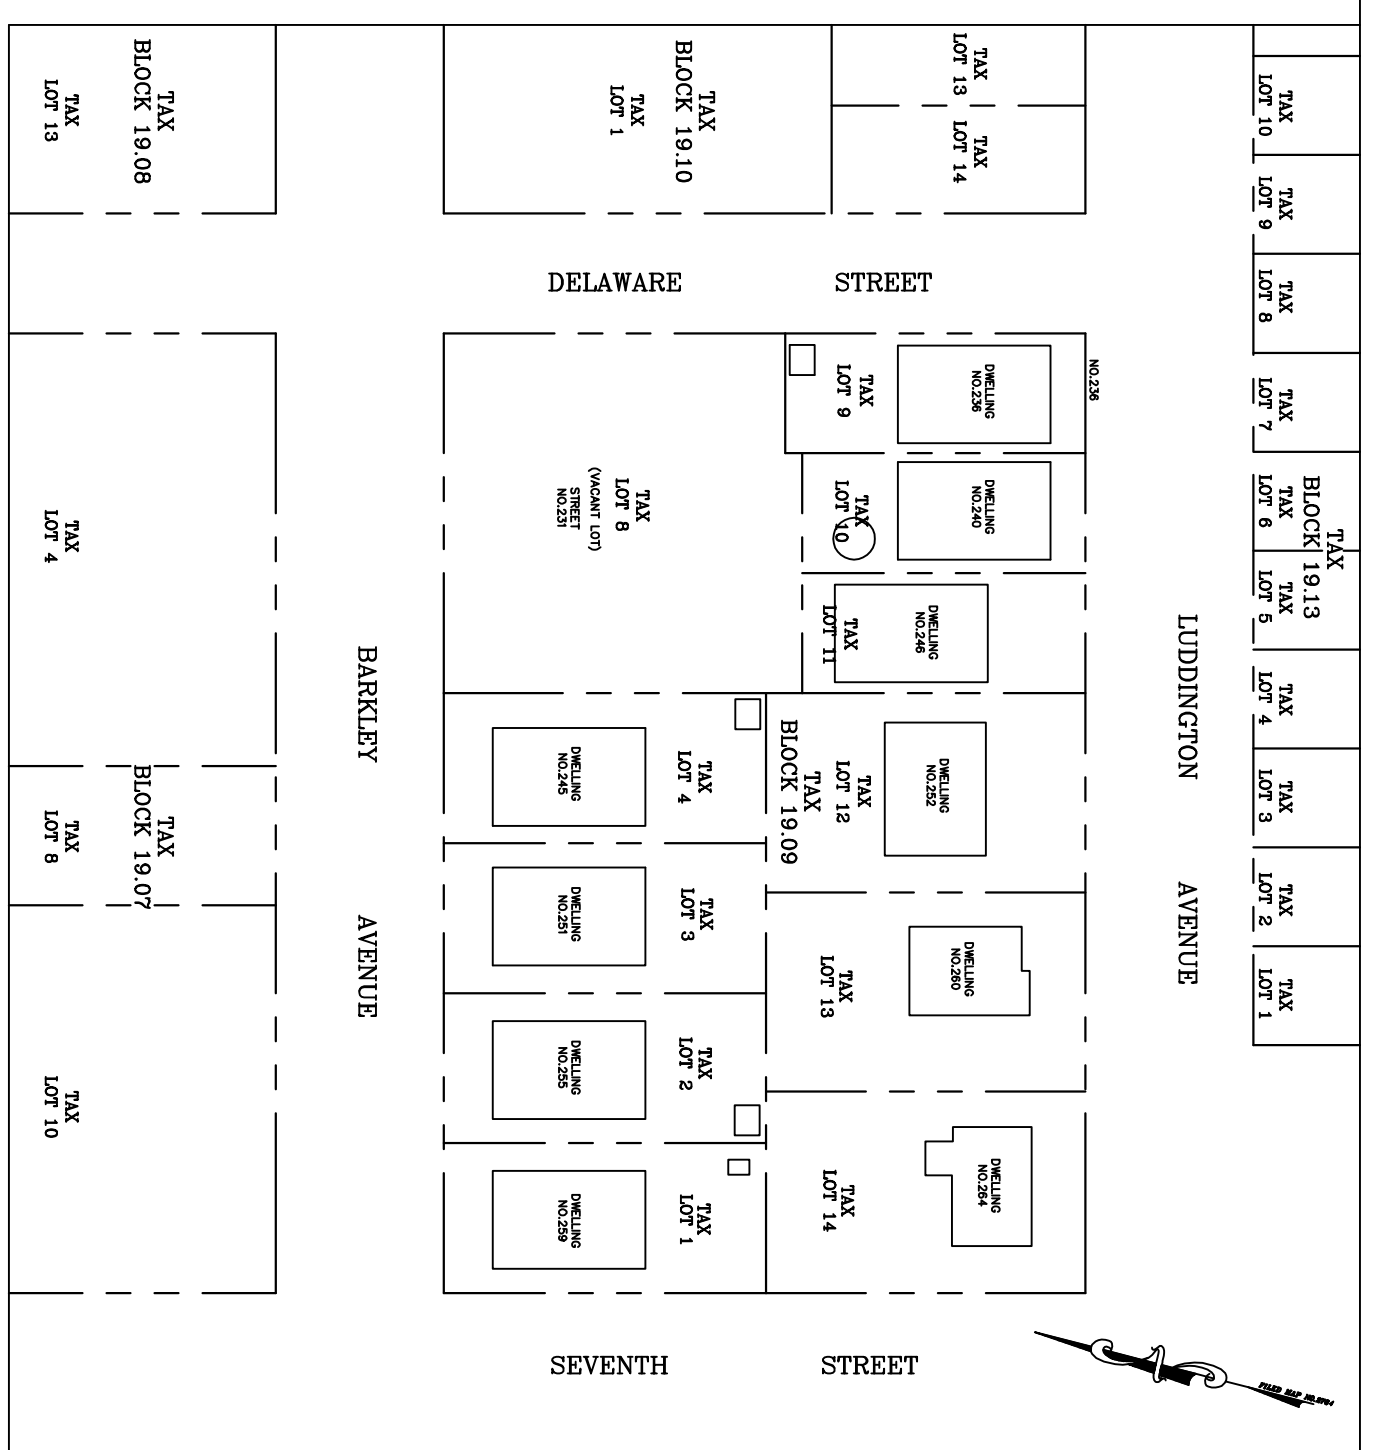 TAX
BLOCK 19.08
TAX
LOT 13
TAX
BLOCK 19.10
TAX
LOT 1
TAX
LOT 13
TAX
LOT 14
TAX
LOT 10
TAX
LOT 9
TAX
LOT 8
TAX
LOT 7
TAX
LOT 6
TAX
BLOCK 19.13
TAX
LOT 5
TAX
LOT 4
TAX
LOT 3
TAX
LOT 2
TAX
LOT 1
DELAWARE STREET
NO.236
DWELLING
NO.236
TAX
LOT 9
DWELLING
NO.240
TAX
LOT 10
DWELLING
NO.246
TAX
LOT 11
TAX
LOT 8
(VACANT LOT)
STREET
NO.231
TAX
LOT 4
BARKLEY AVENUE
LUDDINGTON AVENUE
DWELLING
NO.252
TAX
LOT 12
TAX
BLOCK 19.09
TAX
LOT 4
DWELLING
NO.245
TAX
BLOCK 19.07
TAX
LOT 8
TAX
LOT 3
DWELLING
NO.251
DWELLING
NO.260
TAX
LOT 13
TAX
LOT 2
DWELLING
NO.255
TAX
LOT 10
DWELLING
NO.264
TAX
LOT 14
TAX
LOT 1
DWELLING
NO.259
SEVENTH STREET
FILED MAP